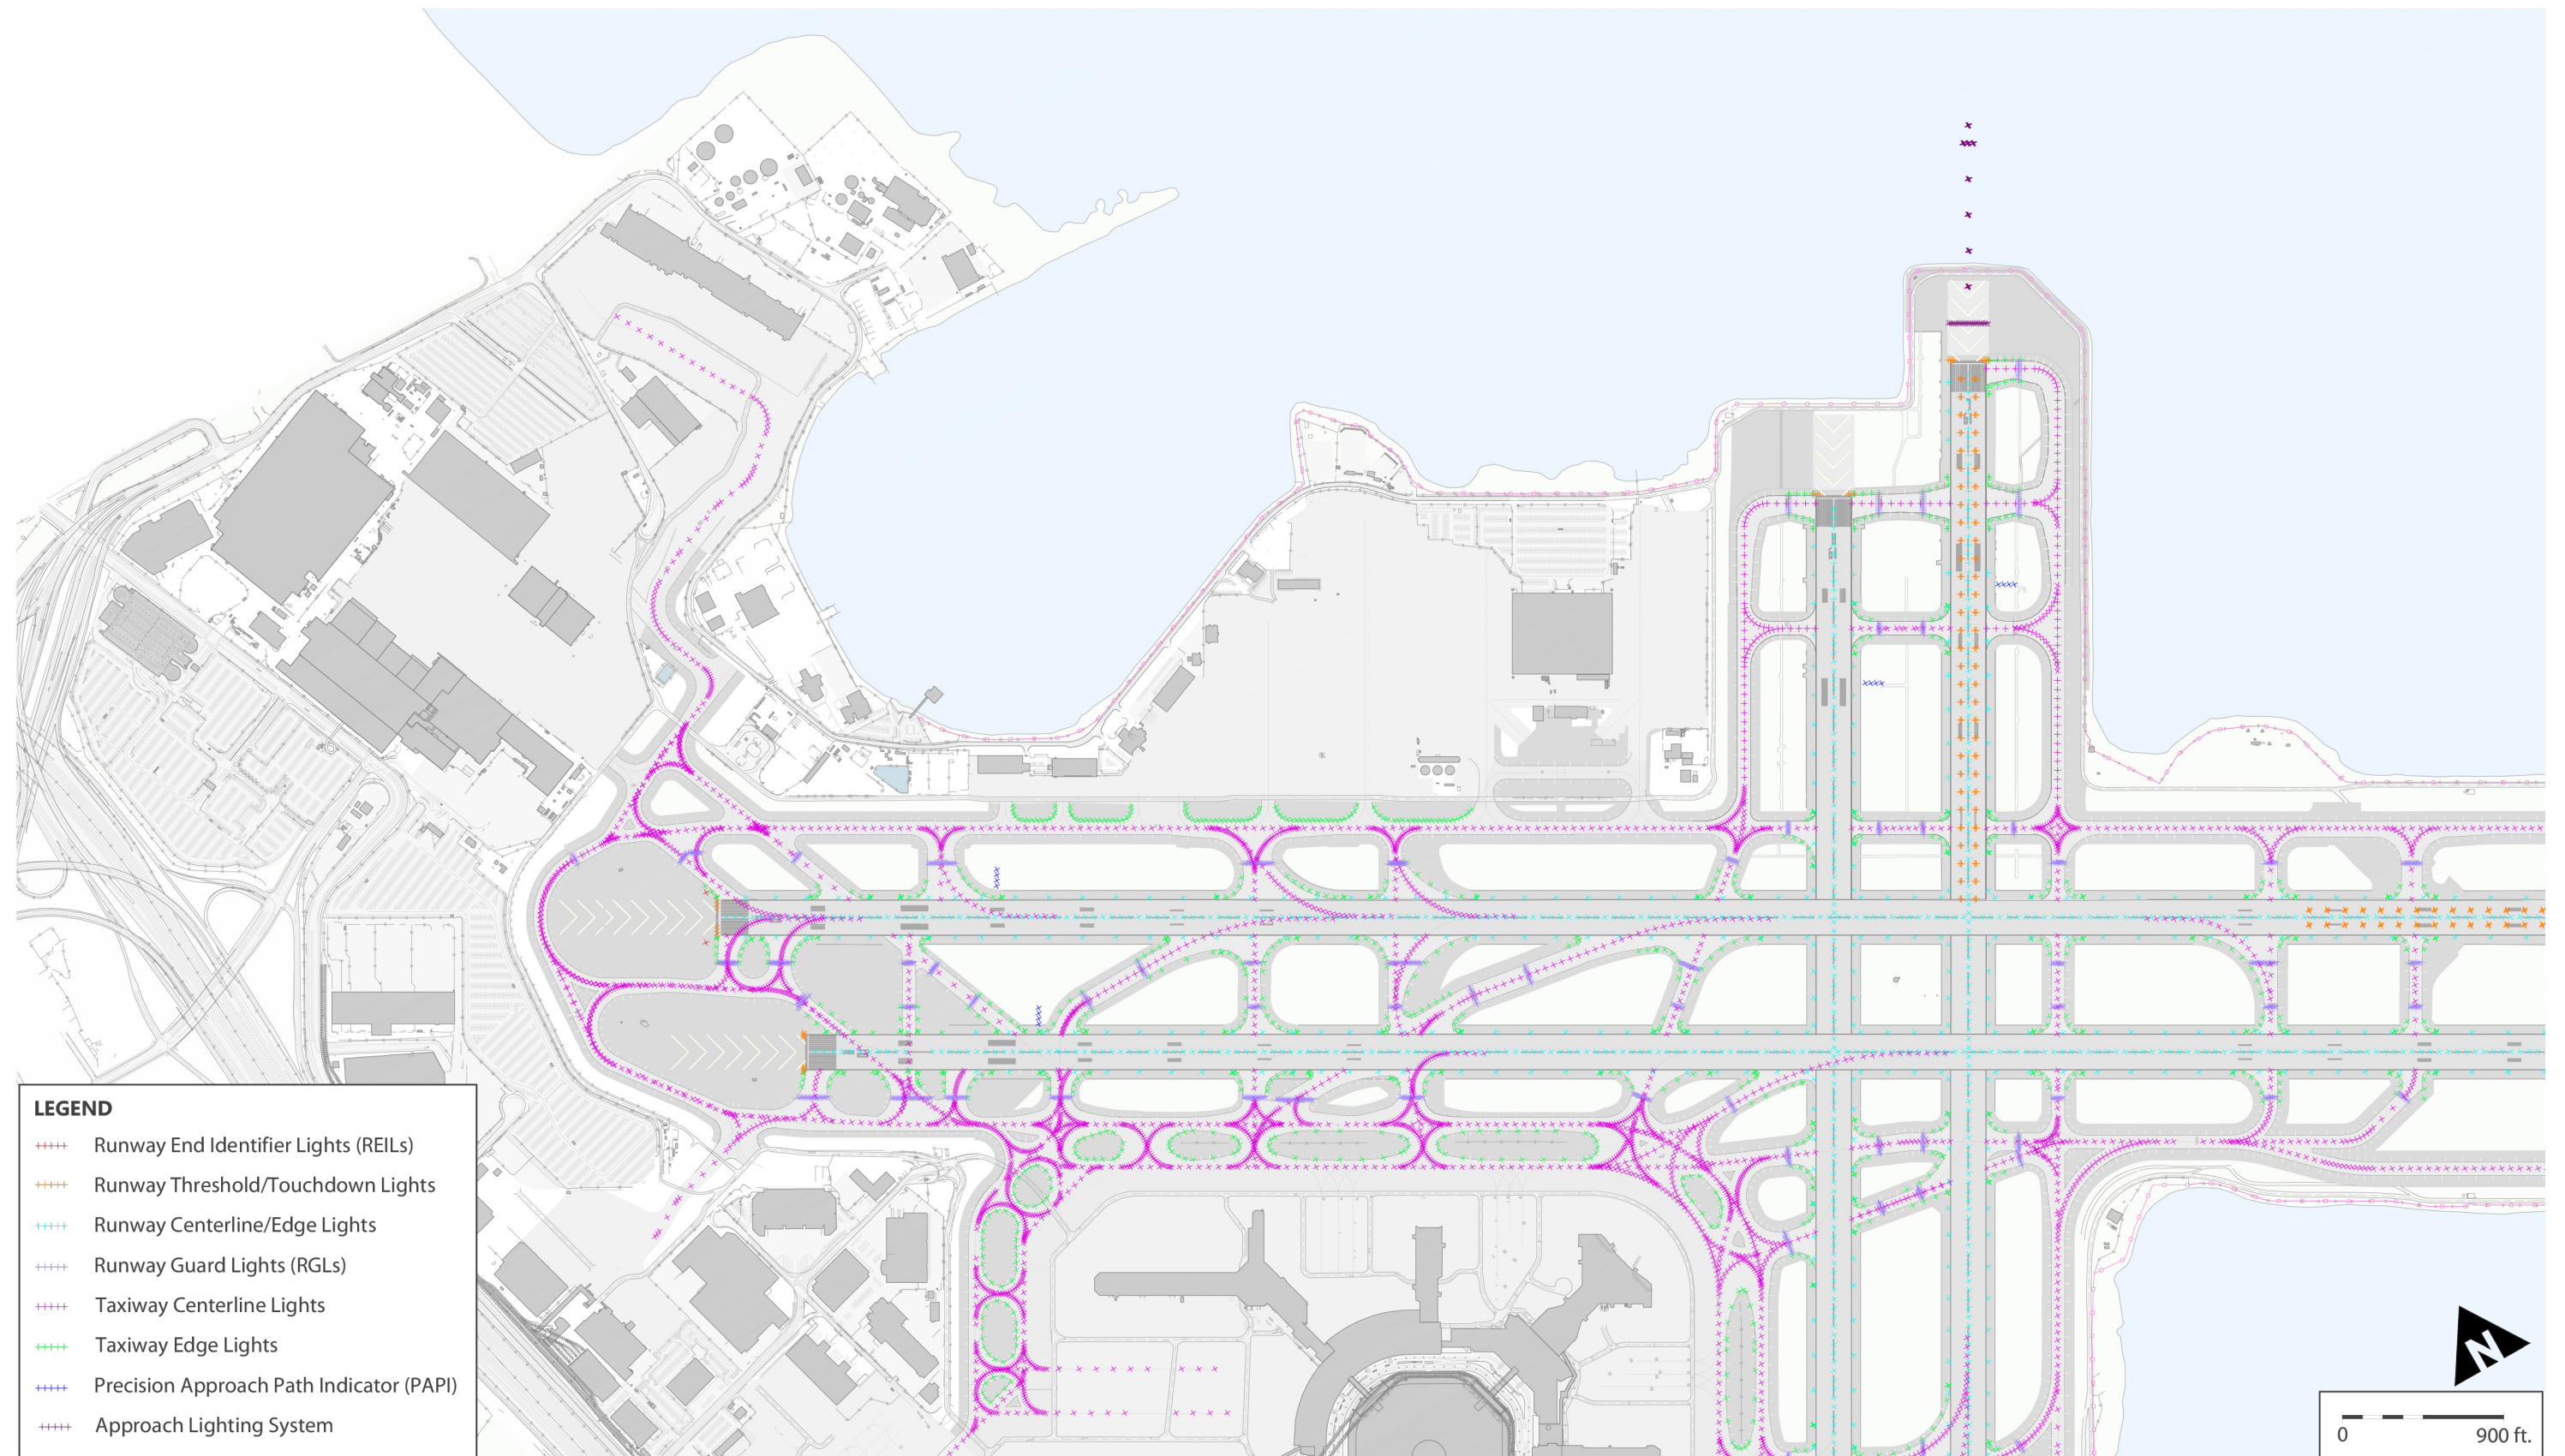 LEGEND
Runway End Identifier Lights (REILs)
Runway Threshold/Touchdown Lights
Runway Centerline/Edge Lights
Runway Guard Lights (RGLs)
Taxiway Centerline Lights
Taxiway Edge Lights
Precision Approach Path Indicator (PAPI)
Approach Lighting System
N
0 900 ft.